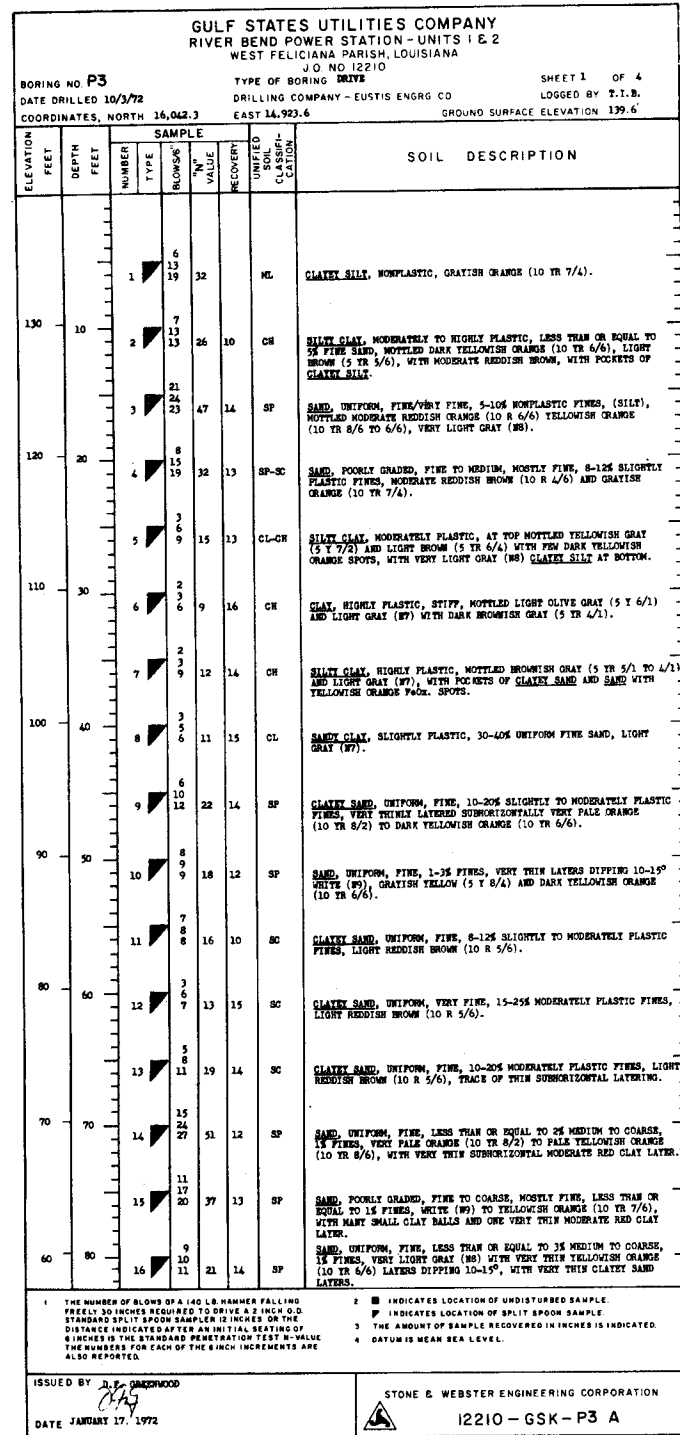 GULF STATES UTILITIES COMPANY
RIVER BEND POWER STATION - UNITS 1 & 2
WEST FELICIANA PARISH, LOUISIANA
J.O. NO 12210
BORING NO. P3 TYPE OF BORING DRIVE SHEET 1 OF 4
DATE DRILLED 10/3/72 DRILLING COMPANY - EUSTIS ENGRG CO LOGGED BY T.I.B.
COORDINATES, NORTH 16,042.3 EAST 14,923.6 GROUND SURFACE ELEVATION 139.6'
ELEVATION FEET
DEPTH FEET
SAMPLE
NUMBER
TYPE
BLOWS/6"
"N" VALUE
RECOVERY
UNIFIED SOIL CLASSIFI-CATION
SOIL DESCRIPTION
6
13
1 19 32 ML CLAYEY SILT, NONPLASTIC, GRAYISH ORANGE (10 YR 7/4).
130 10
7
13
2 13 26 10 CH SILTY CLAY, MODERATELY TO HIGHLY PLASTIC, LESS THAN OR EQUAL TO
5% FINE SAND, MOTTLED DARK YELLOWISH ORANGE (10 YR 6/6), LIGHT
BROWN (5 YR 5/6), WITH MODERATE REDDISH BROWN, WITH POCKETS OF
CLAYEY SILT.
21
24
3 23 47 14 SP SAND, UNIFORM, FINE/VERY FINE, 5-10% NONPLASTIC FINES, (SILT),
MOTTLED MODERATE REDDISH ORANGE (10 R 6/6) YELLOWISH ORANGE
(10 YR 8/6 TO 6/6), VERY LIGHT GRAY (N8).
120 20
8
15
4 19 32 13 SP-SC SAND, POORLY GRADED, FINE TO MEDIUM, MOSTLY FINE, 8-12% SLIGHTLY
PLASTIC FINES, MODERATE REDDISH BROWN (10 R 4/6) AND GRAYISH
ORANGE (10 YR 7/4).
3
6
5 9 15 13 CL-CH SILTY CLAY, MODERATELY PLASTIC, AT TOP MOTTLED YELLOWISH GRAY
(5 Y 7/2) AND LIGHT BROWN (5 YR 6/4) WITH FEW DARK YELLOWISH
ORANGE SPOTS, WITH VERY LIGHT GRAY (N8) CLAYEY SILT AT BOTTOM.
110 30
2
3
6 6 9 16 CH CLAY, HIGHLY PLASTIC, STIFF, MOTTLED LIGHT OLIVE GRAY (5 Y 6/1)
AND LIGHT GRAY (N7) WITH DARK BROWNISH GRAY (5 YR 4/1).
2
3
7 9 12 14 CH SILTY CLAY, HIGHLY PLASTIC, MOTTLED BROWNISH GRAY (5 YR 5/1 TO 4/1)
AND LIGHT GRAY (N7), WITH POCKETS OF CLAYEY SAND AND SAND WITH
YELLOWISH ORANGE FeOx. SPOTS.
100 40
3
5
8 6 11 15 CL SANDY CLAY, SLIGHTLY PLASTIC, 30-40% UNIFORM FINE SAND, LIGHT
GRAY (N7).
6
10
9 12 22 14 SP CLAYEY SAND, UNIFORM, FINE, 10-20% SLIGHTLY TO MODERATELY PLASTIC
FINES, VERY THINLY LAYERED SUBHORIZONTALLY VERY PALE ORANGE
(10 YR 8/2) TO DARK YELLOWISH ORANGE (10 YR 6/6).
90 50
8
9
10 9 18 12 SP SAND, UNIFORM, FINE, 1-3% FINES, VERY THIN LAYERS DIPPING 10-15°
WHITE (N9), GRAYISH YELLOW (5 Y 8/4) AND DARK YELLOWISH ORANGE
(10 YR 6/6).
7
8
11 8 16 10 SC CLAYEY SAND, UNIFORM, FINE, 8-12% SLIGHTLY TO MODERATELY PLASTIC
FINES, LIGHT REDDISH BROWN (10 R 5/6).
80 60
3
6
12 7 13 15 SC CLAYEY SAND, UNIFORM, VERY FINE, 15-25% MODERATELY PLASTIC FINES,
LIGHT REDDISH BROWN (10 R 5/6).
5
8
13 11 19 14 SC CLAYEY SAND, UNIFORM, FINE, 10-20% MODERATELY PLASTIC FINES, LIGHT
REDDISH BROWN (10 R 5/6), TRACE OF THIN SUBHORIZONTAL LAYERING.
70 70
15
24
14 27 51 12 SP SAND, UNIFORM, FINE, LESS THAN OR EQUAL TO 2% MEDIUM TO COARSE,
1% FINES, VERY PALE ORANGE (10 YR 8/2) TO PALE YELLOWISH ORANGE
(10 YR 8/6), WITH VERY THIN SUBHORIZONTAL MODERATE RED CLAY LAYER.
11
17
15 20 37 13 SP SAND, POORLY GRADED, FINE TO COARSE, MOSTLY FINE, LESS THAN OR
EQUAL TO 1% FINES, WHITE (N9) TO YELLOWISH ORANGE (10 YR 7/6),
WITH MANY SMALL CLAY BALLS AND ONE VERY THIN MODERATE RED CLAY
LAYER.
60 80
9
10
16 11 21 14 SP SAND, UNIFORM, FINE, LESS THAN OR EQUAL TO 3% MEDIUM TO COARSE,
1% FINES, VERY LIGHT GRAY (N8) WITH VERY THIN YELLOWISH ORANGE
(10 YR 6/6) LAYERS DIPPING 10-15°, WITH VERY THIN CLAYEY SAND
LAYERS.
1 THE NUMBER OF BLOWS OF A 140 LB. HAMMER FALLING
FREELY 30 INCHES REQUIRED TO DRIVE A 2 INCH O.D.
STANDARD SPLIT SPOON SAMPLER 12 INCHES OR THE
DISTANCE INDICATED AFTER AN INITIAL SEATING OF
6 INCHES IS THE STANDARD PENETRATION TEST N-VALUE
THE NUMBERS FOR EACH OF THE 6 INCH INCREMENTS ARE
ALSO REPORTED.
2 INDICATES LOCATION OF UNDISTURBED SAMPLE.
INDICATES LOCATION OF SPLIT SPOON SAMPLE.
3 THE AMOUNT OF SAMPLE RECOVERED IN INCHES IS INDICATED.
4 DATUM IS MEAN SEA LEVEL.
ISSUED BY D.F. GREENWOOD
DATE JANUARY 17, 1972
STONE & WEBSTER ENGINEERING CORPORATION
12210-GSK-P3 A